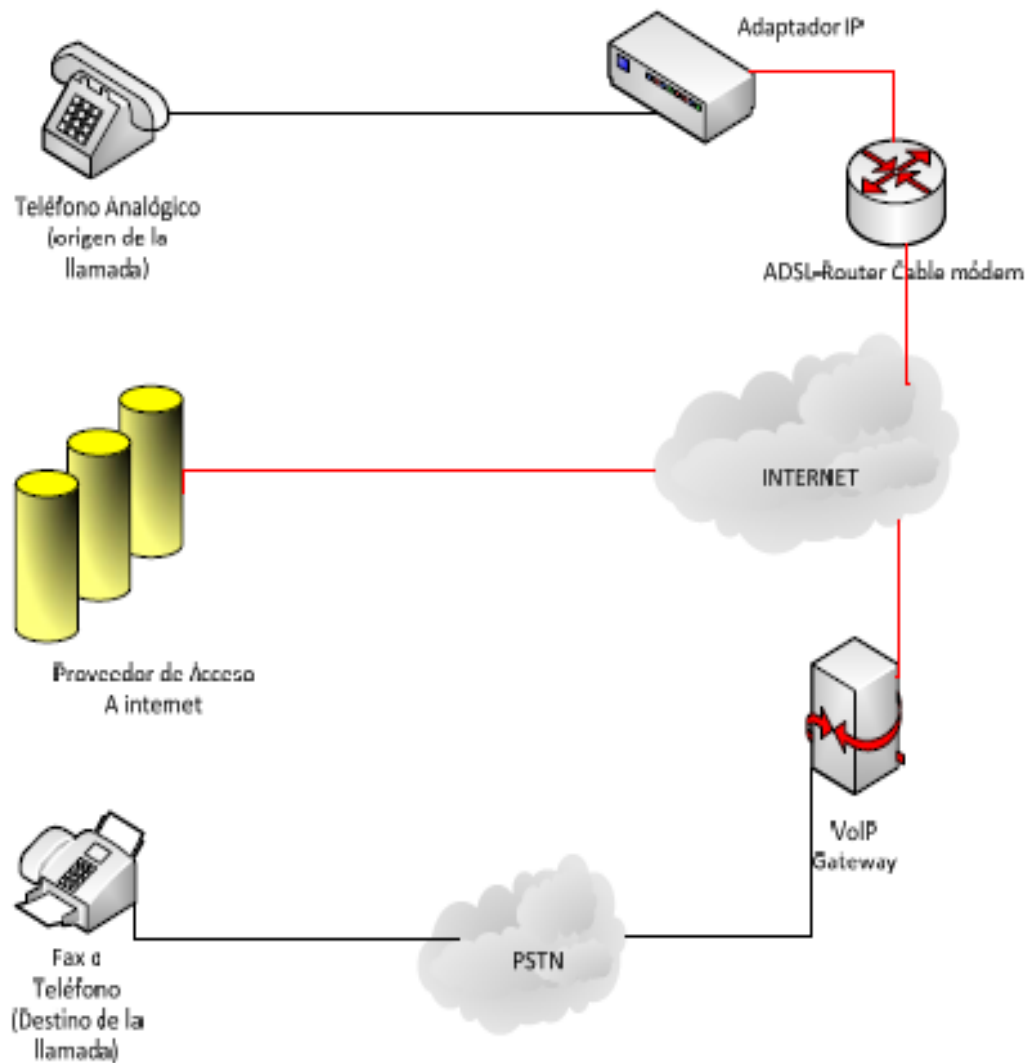 Adaptador IP
Teléfono Analógico
(origen de la
llamada)
ADSL-Router Cable módem
INTERNET
Proveedor de Acceso
A internet
VoIP
Gateway
PSTN
Fax o
Teléfono
(Destino de la
llamada)